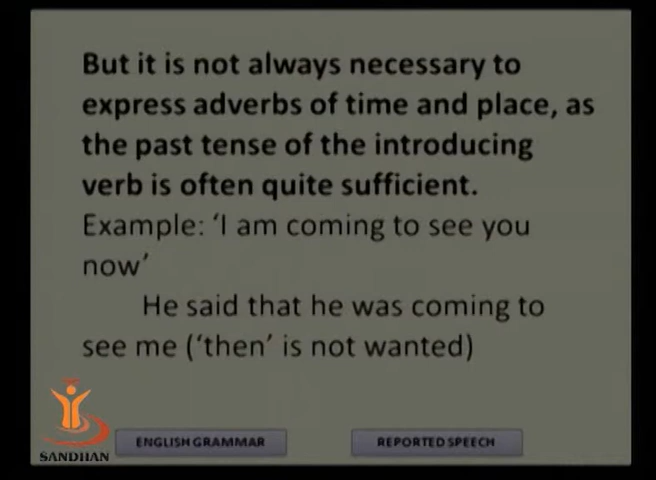 But it is not always necessary to
express adverbs of time and place, as
the past tense of the introducing
verb is often quite sufficient.
Example: ‘I am coming to see you
now’
He said that he was coming to
see me (‘then’ is not wanted)
SANDHAN
ENGLISH GRAMMAR
REPORTED SPEECH